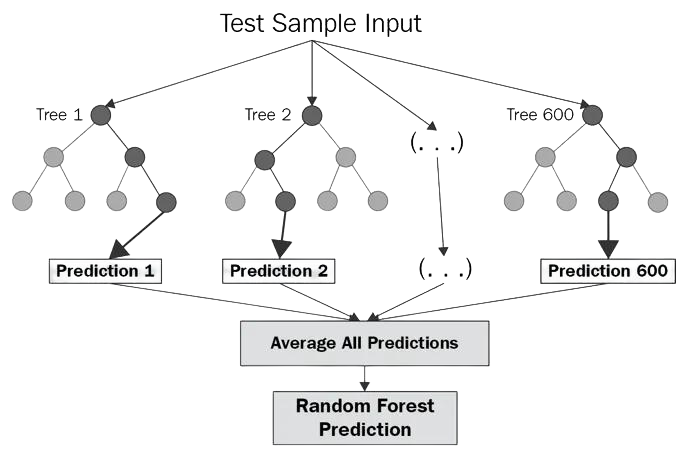 Test Sample Input
Tree 1
Tree 2
Tree 600
(. . .)
Prediction 1
Prediction 2
(. . .)
Prediction 600
Average All Predictions
Random Forest
Prediction